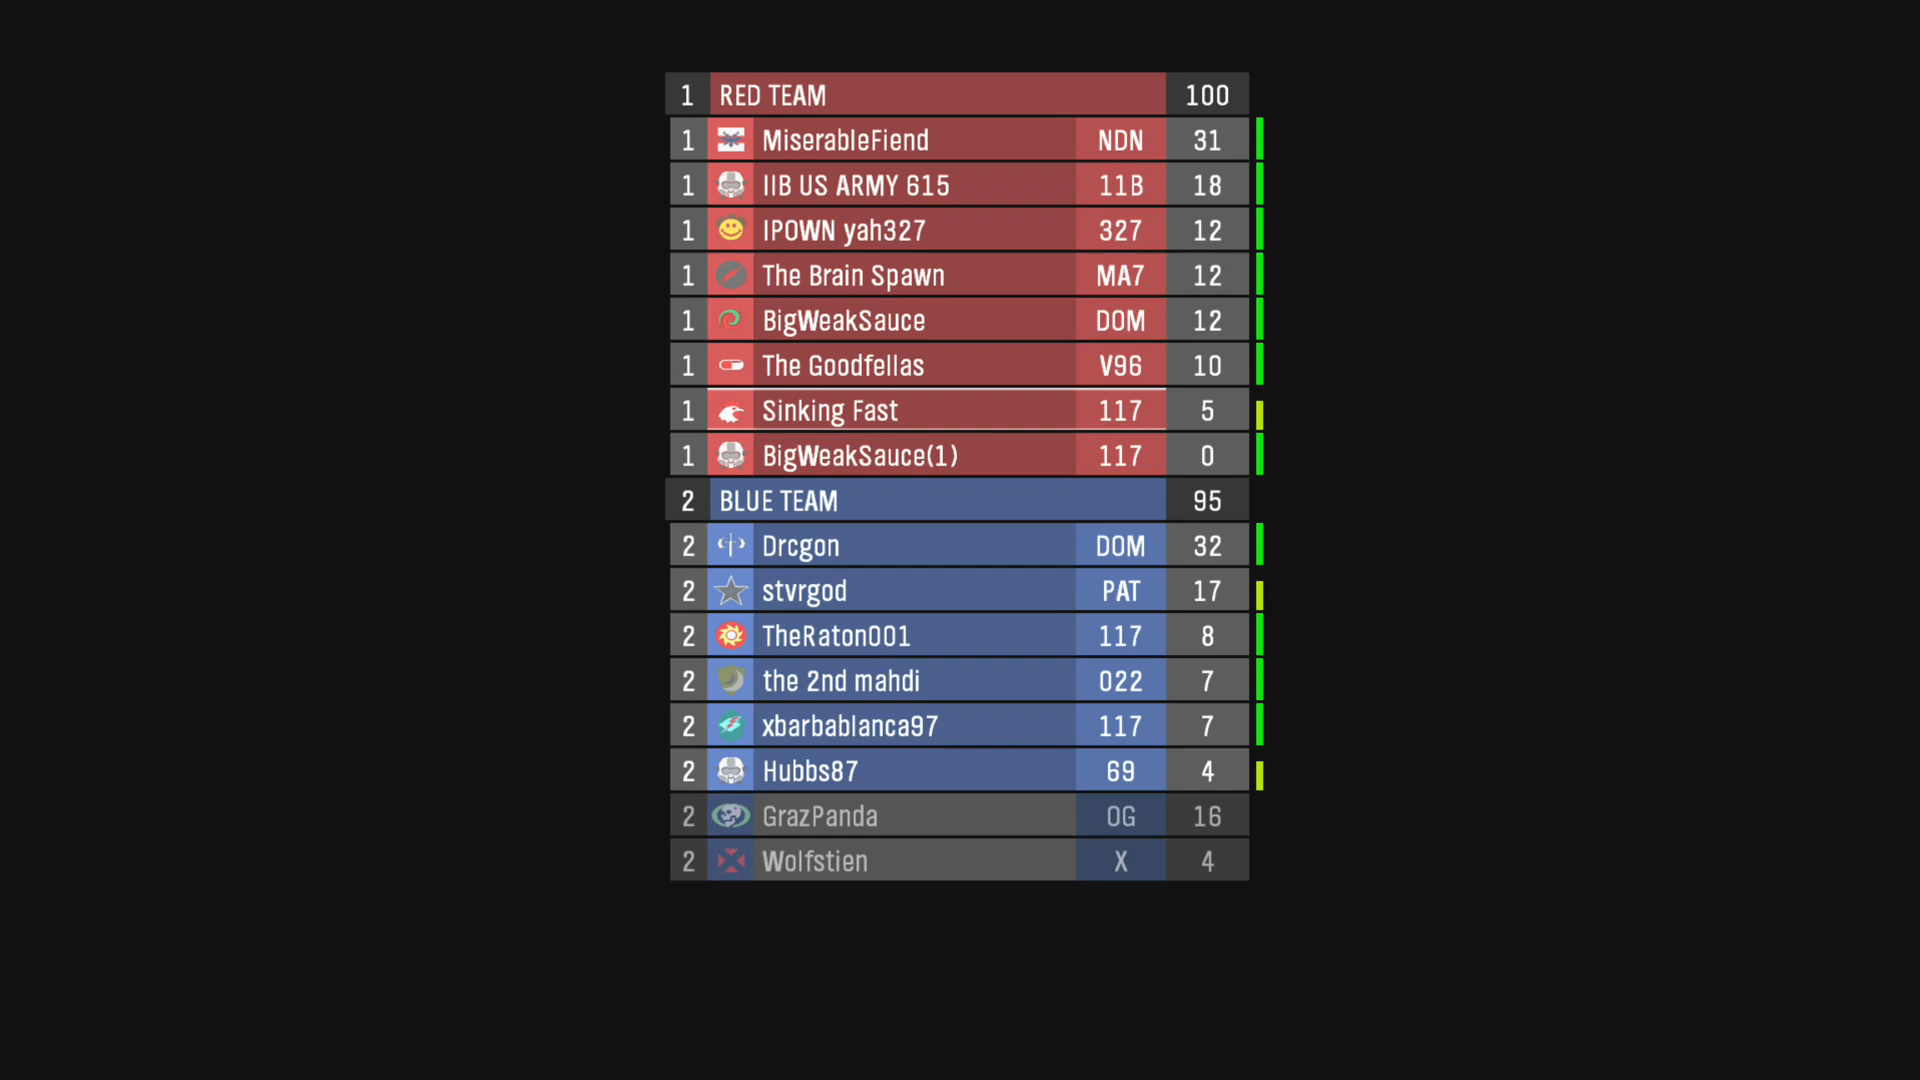 1 RED TEAM 100
1 MiserableFiend NDN 31
1 IIB US ARMY 615 11B 18
1 IPOWN yah327 327 12
1 The Brain Spawn MA7 12
1 BigWeakSauce DOM 12
1 The Goodfellas V96 10
1 Sinking Fast 117 5
1 BigWeakSauce(1) 117 0
2 BLUE TEAM 95
2 Drcgon DOM 32
2 stvrgod PAT 17
2 TheRaton001 117 8
2 the 2nd mahdi 022 7
2 xbarbablanca97 117 7
2 Hubbs87 69 4
2 GrazPanda OG 16
2 Wolfstien X 4